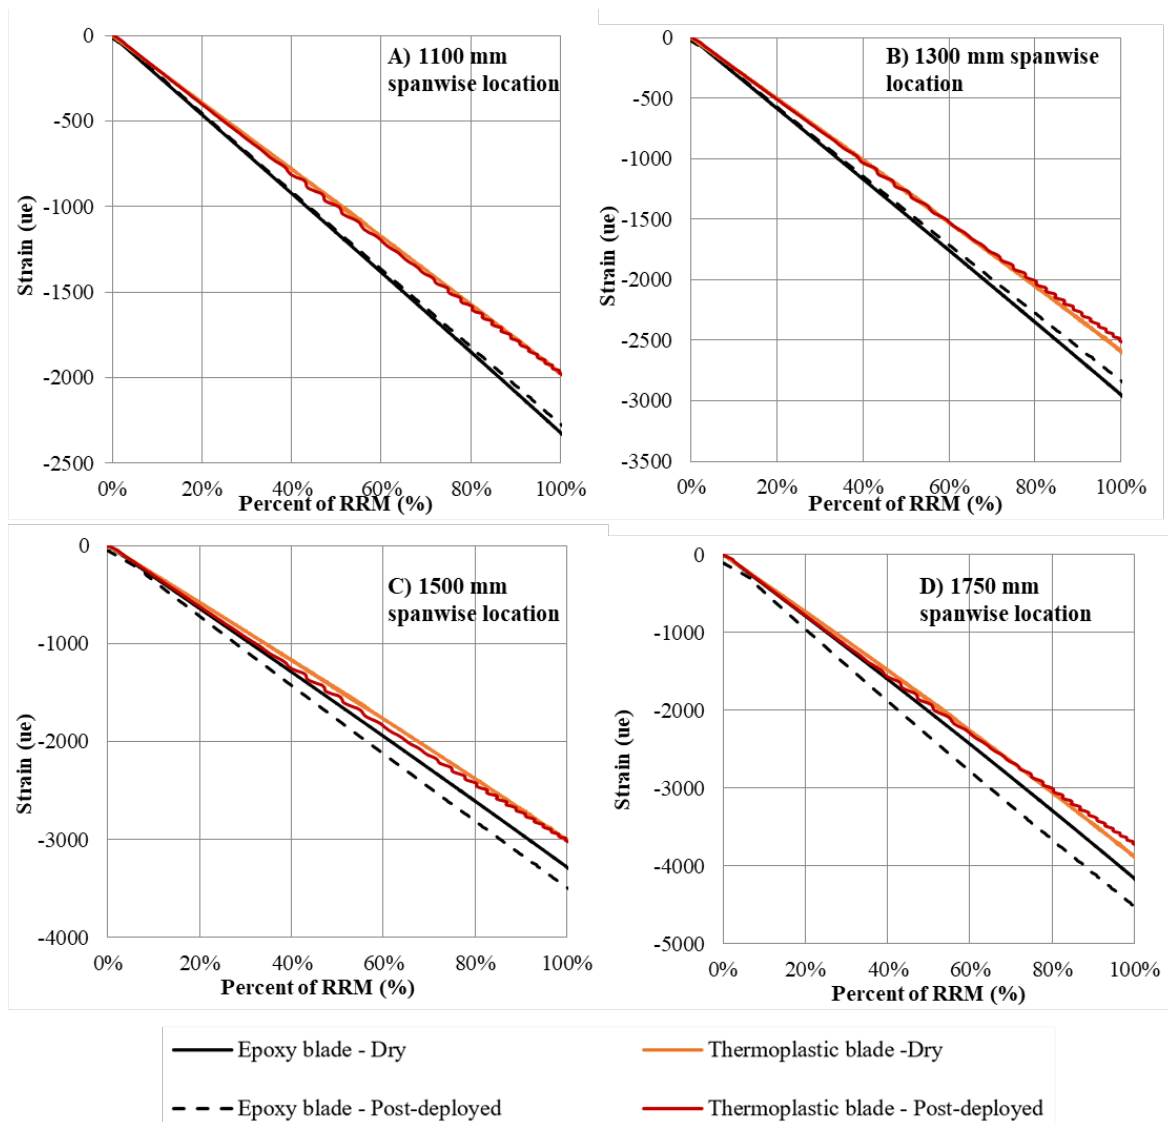 A) 1100 mm
spanwise location
0
-500
-1000
-1500
-2000
-2500
0%
20%
40%
60%
80%
100%
Percent of RRM (%)
Strain (ue)
B) 1300 mm spanwise
location
0
-500
-1000
-1500
-2000
-2500
-3000
-3500
0%
20%
40%
60%
80%
100%
Percent of RRM (%)
Strain (ue)
C) 1500 mm
spanwise location
0
-1000
-2000
-3000
-4000
0%
20%
40%
60%
80%
100%
Percent of RRM (%)
Strain (ue)
D) 1750 mm
spanwise location
0
-1000
-2000
-3000
-4000
-5000
0%
20%
40%
60%
80%
100%
Percent of RRM (%)
Strain (ue)
Epoxy blade - Dry
Thermoplastic blade -Dry
Epoxy blade - Post-deployed
Thermoplastic blade - Post-deployed